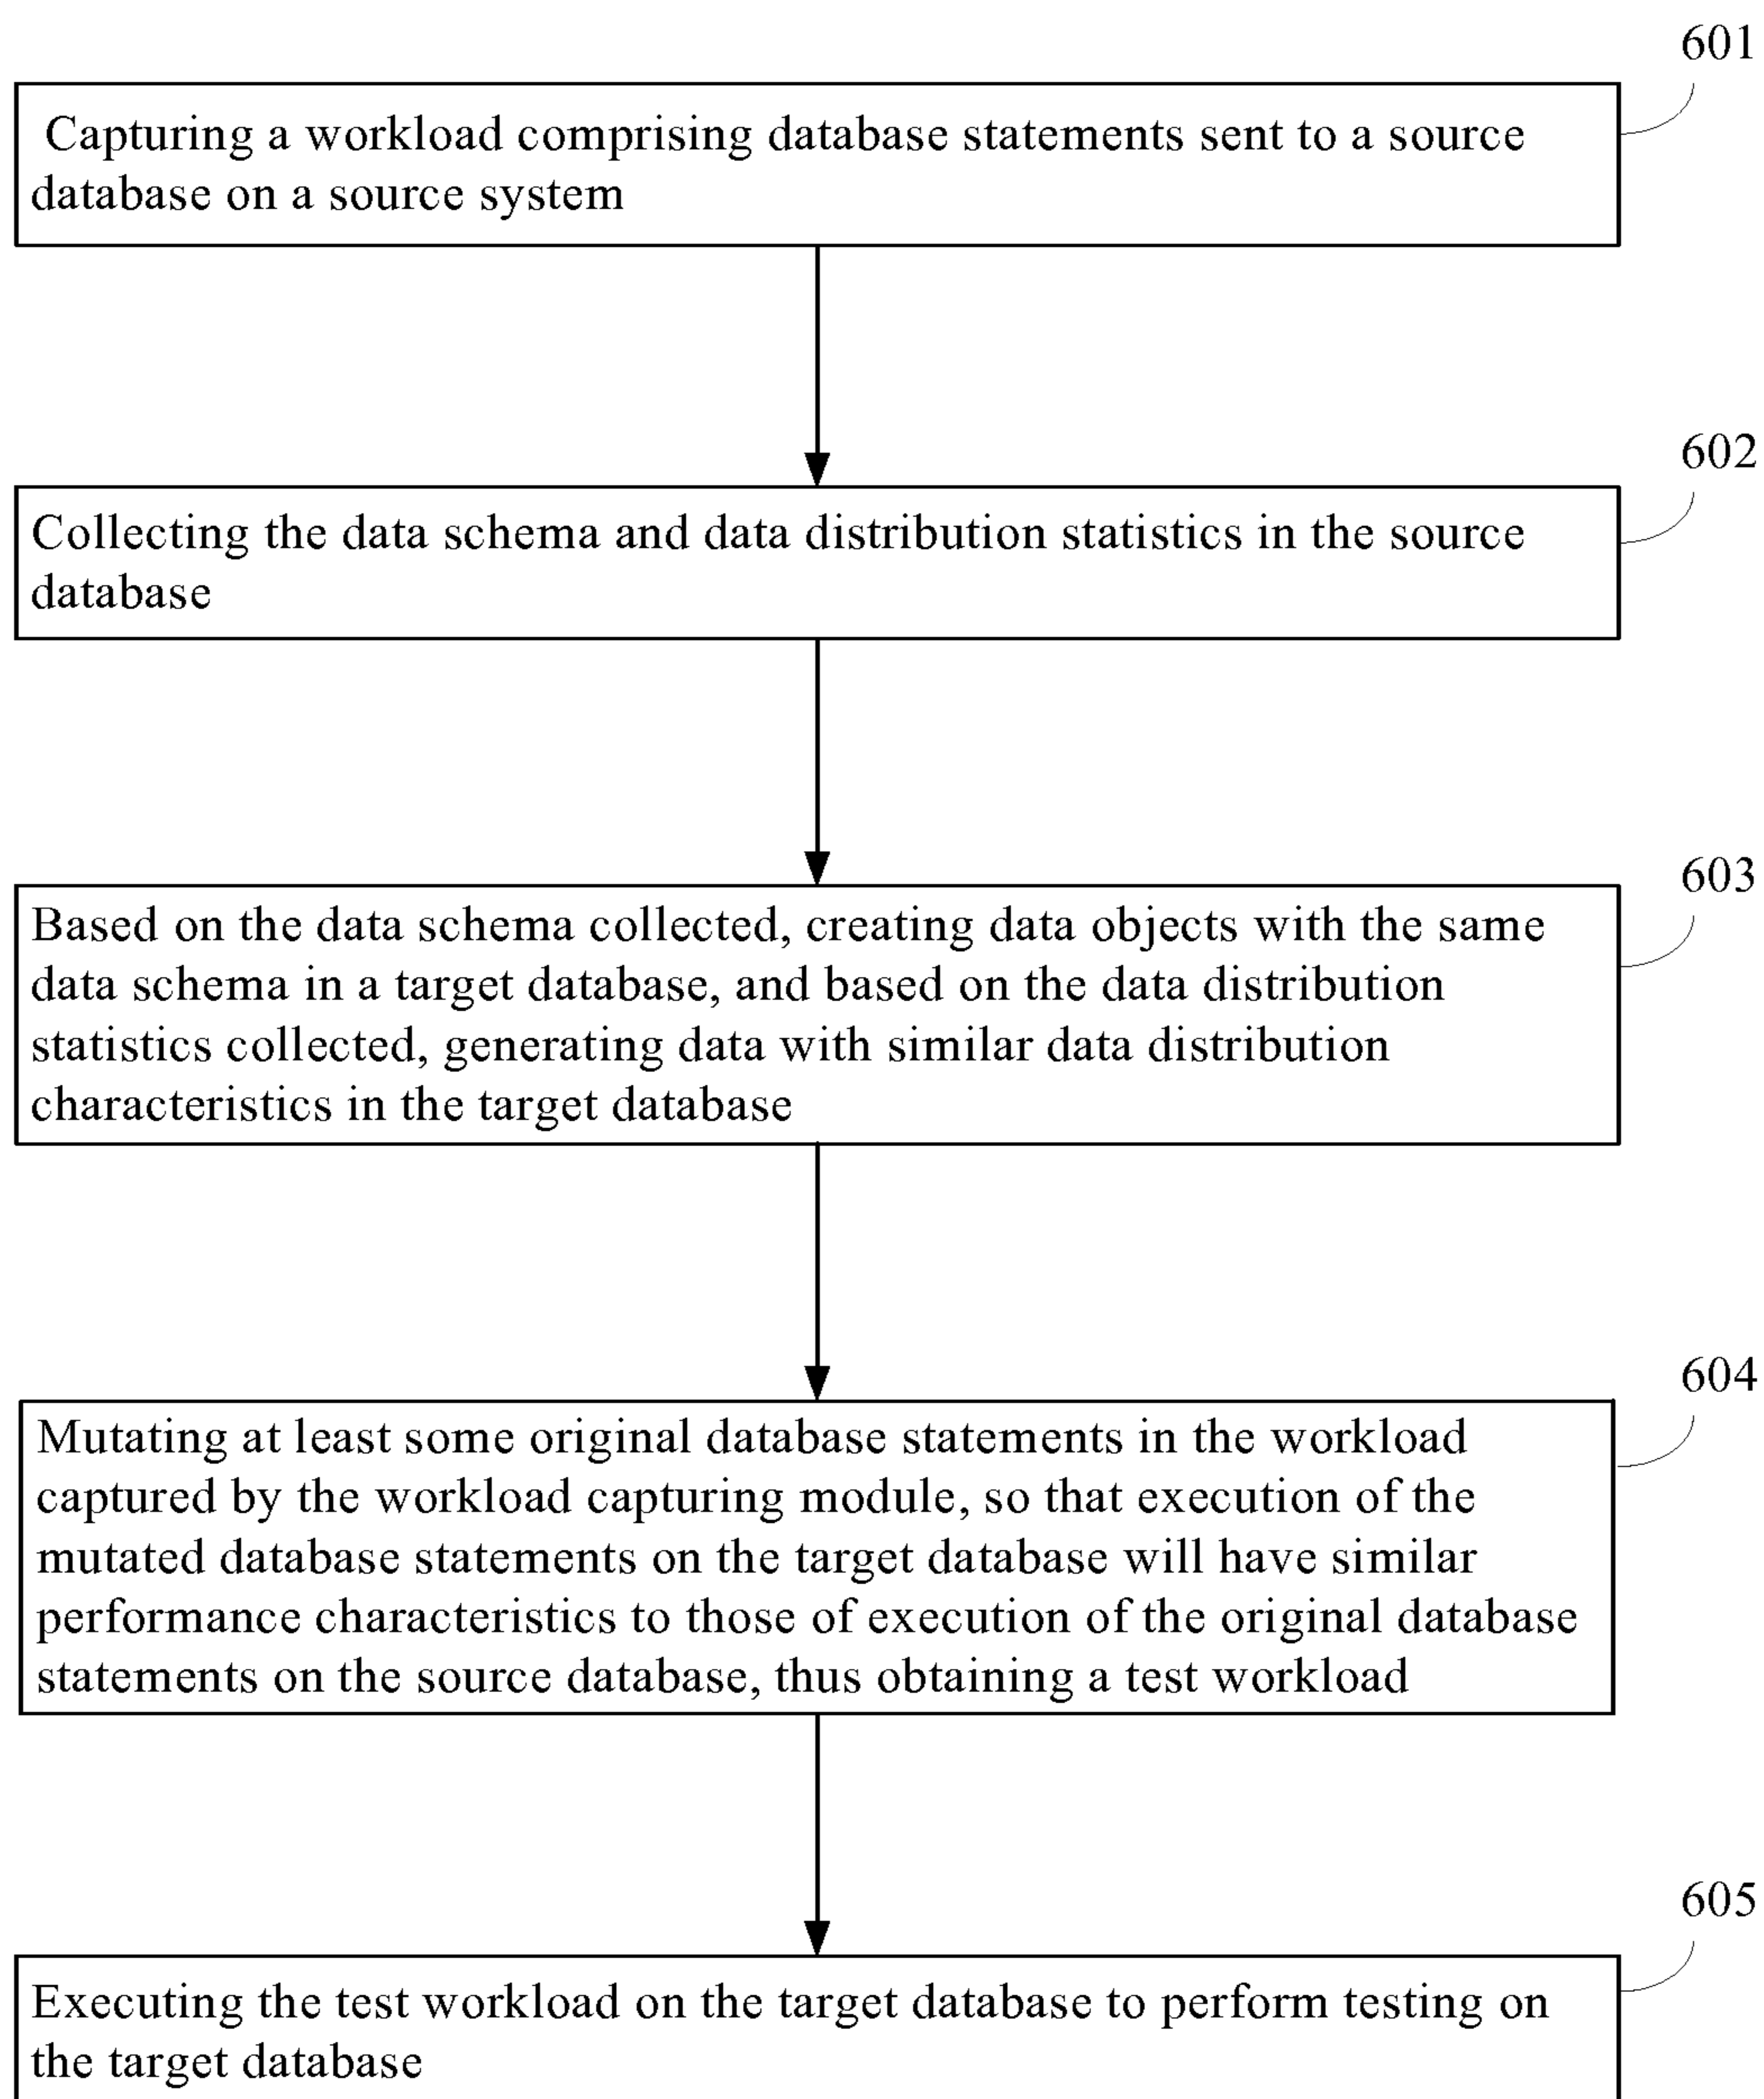 601
Capturing a workload comprising database statements sent to a source
database on a source system
602
Collecting the data schema and data distribution statistics in the source
database
603
Based on the data schema collected, creating data objects with the same
data schema in a target database, and based on the data distribution
statistics collected, generating data with similar data distribution
characteristics in the target database
604
Mutating at least some original database statements in the workload
captured by the workload capturing module, so that execution of the
mutated database statements on the target database will have similar
performance characteristics to those of execution of the original database
statements on the source database, thus obtaining a test workload
605
Executing the test workload on the target database to perform testing on
the target database